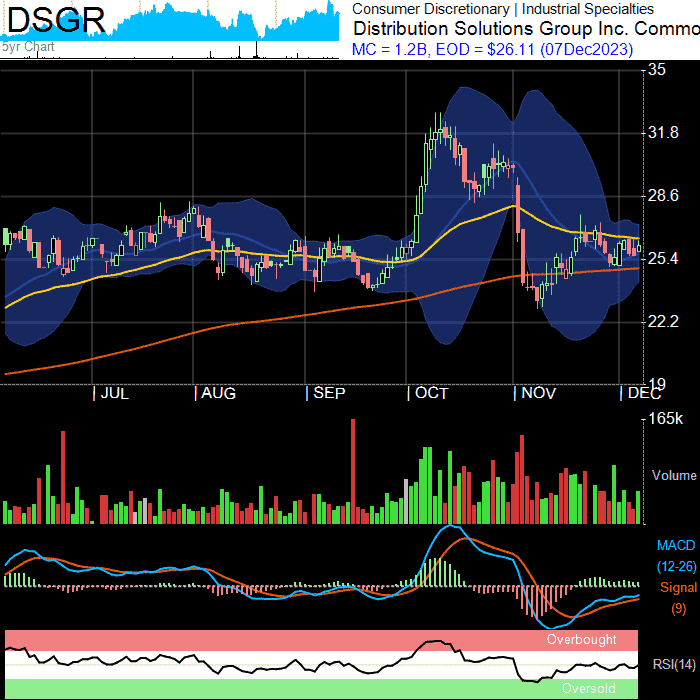 DSGR
5yr Chart
Consumer Discretionary | Industrial Specialties
Distribution Solutions Group Inc. Commo
MC = 1.2B, EOD = $26.11 (07Dec2023)
35
31.8
28.6
25.4
22.2
19
| JUL | AUG | SEP | OCT | NOV | DEC
165k
Volume
MACD
(12-26)
Signal
(9)
Overbought
RSI(14)
Oversold